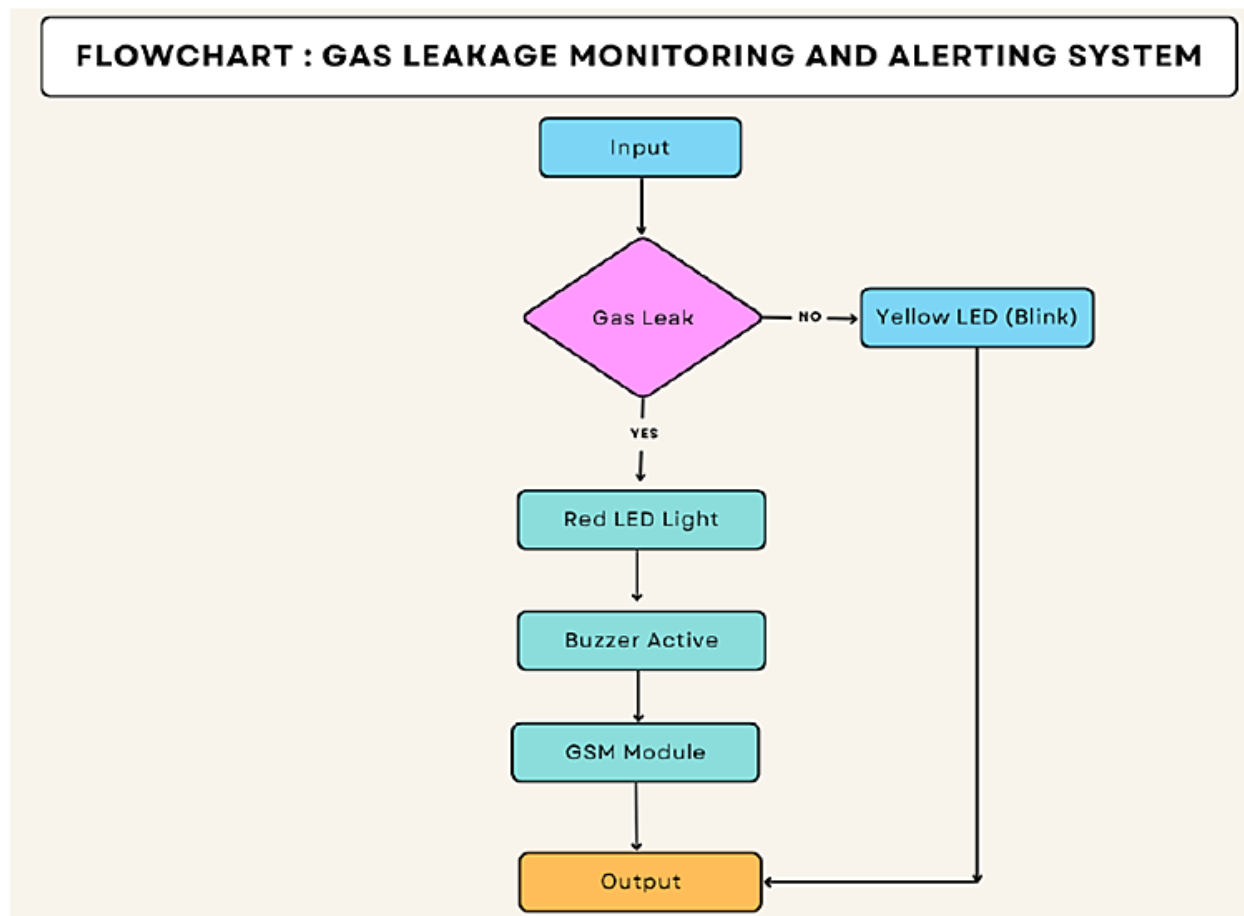 FLOWCHART : GAS LEAKAGE MONITORING AND ALERTING SYSTEM
Input
Gas Leak
NO
Yellow LED (Blink)
YES
Red LED Light
Buzzer Active
GSM Module
Output